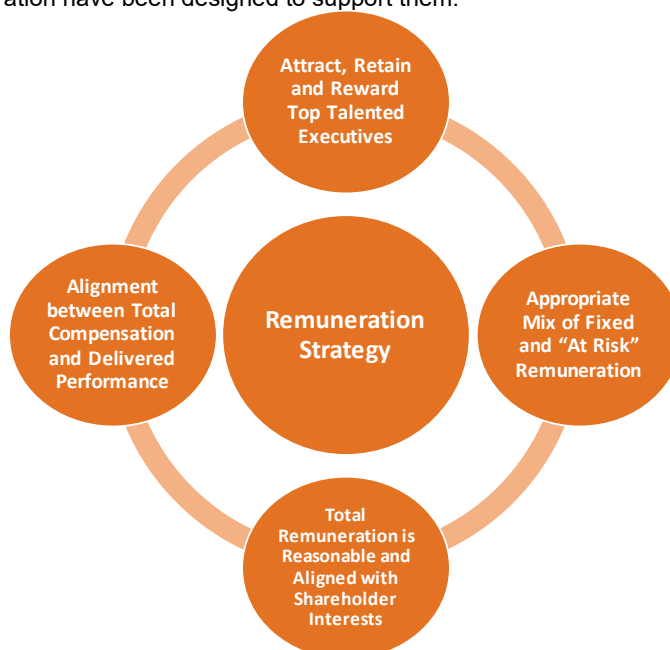 ation have been designed to support them.
Attract, Retain
and Reward
Top Talented
Executives
Alignment
between Total
Compensation
and Delivered
Performance
Remuneration
Strategy
Appropriate
Mix of Fixed
and “At Risk”
Remuneration
Total
Remuneration is
Reasonable and
Aligned with
Shareholder
Interests